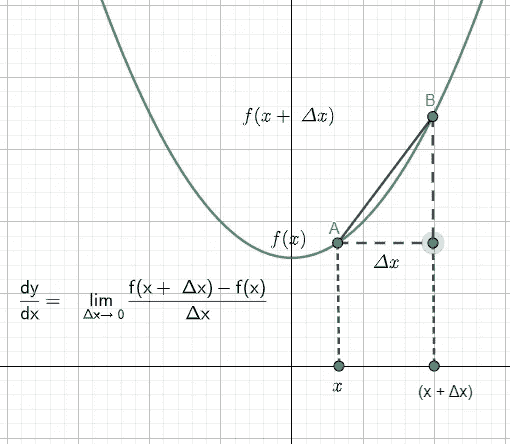 B
f(x + Δx)
A
f(x)
Δx
dy/dx = lim Δx→0 f(x + Δx) – f(x) / Δx
x
(x + Δx)